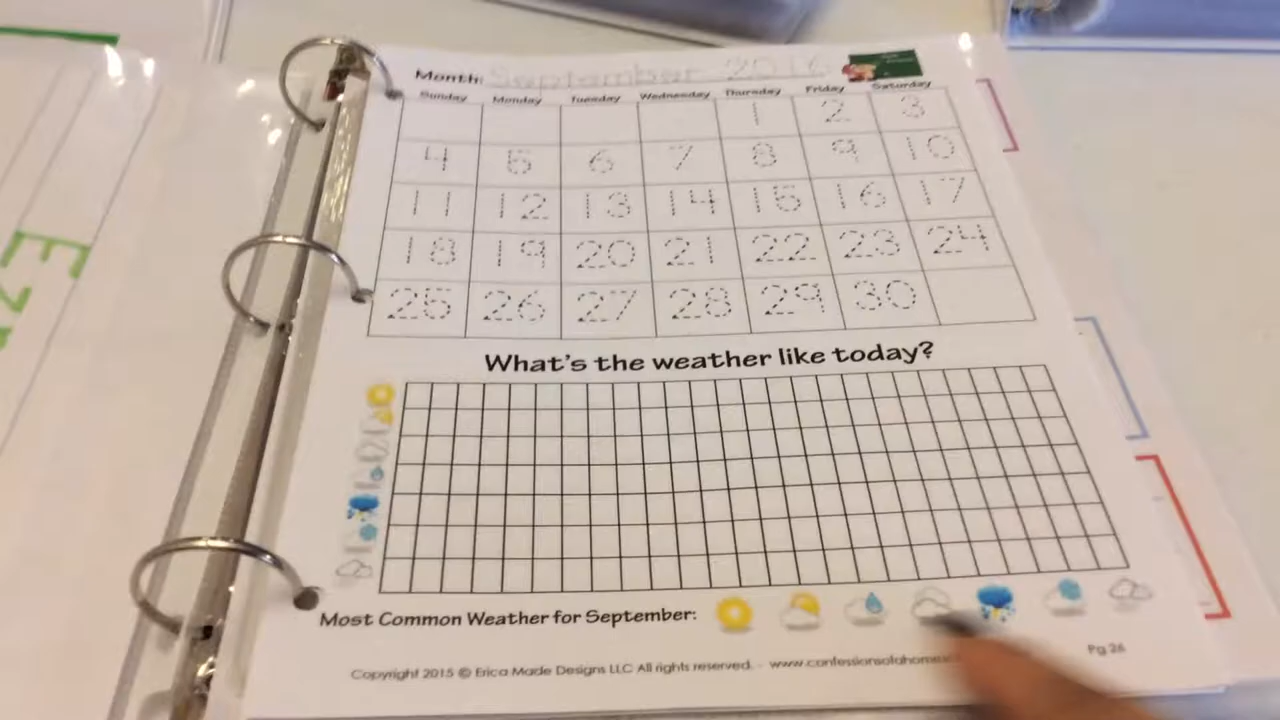 Month: September 2016
Sunday Monday Tuesday Wednesday Thursday Friday Saturday
1 2 3
4 5 6 7 8 9 10
11 12 13 14 15 16 17
18 19 20 21 22 23 24
25 26 27 28 29 30
What's the weather like today?
Most Common Weather for September:
Copyright 2015 © Erica Made Designs LLC All rights reserved. - 
Pg 26